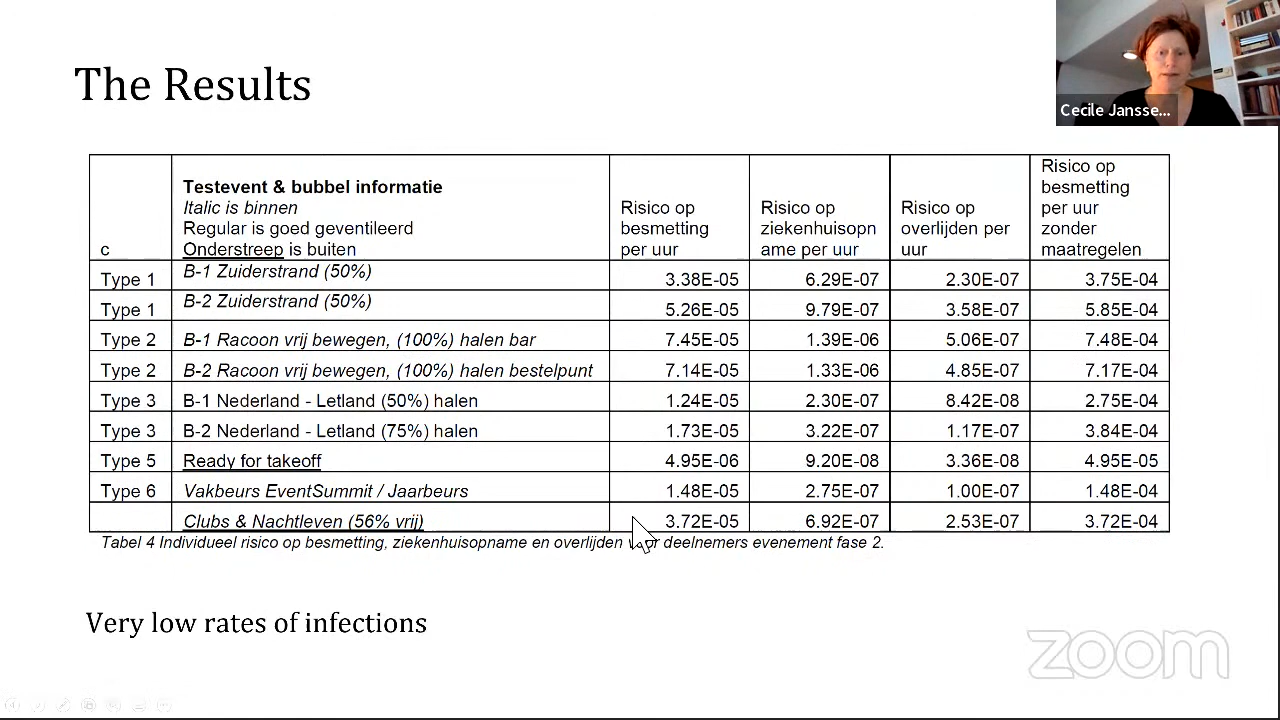 The Results
Cecile Jansse...
c
Testevent & bubbel informatie
Italic is binnen
Regular is goed geventileerd
Onderstreep is buiten
Risico op
besmetting
per uur
Risico op
ziekenhuisopn
ame per uur
Risico op
overlijden per
uur
Risico op
besmetting
per uur
zonder
maatregelen
Type 1 B-1 Zuiderstrand (50%) 3.38E-05 6.29E-07 2.30E-07 3.75E-04
Type 1 B-2 Zuiderstrand (50%) 5.26E-05 9.79E-07 3.58E-07 5.85E-04
Type 2 B-1 Racoon vrij bewegen, (100%) halen bar 7.45E-05 1.39E-06 5.06E-07 7.48E-04
Type 2 B-2 Racoon vrij bewegen, (100%) halen bestelpunt 7.14E-05 1.33E-06 4.85E-07 7.17E-04
Type 3 B-1 Nederland - Letland (50%) halen 1.24E-05 2.30E-07 8.42E-08 2.75E-04
Type 3 B-2 Nederland - Letland (75%) halen 1.73E-05 3.22E-07 1.17E-07 3.84E-04
Type 5 Ready for takeoff 4.95E-06 9.20E-08 3.36E-08 4.95E-05
Type 6 Vakbeurs EventSummit / Jaarbeurs 1.48E-05 2.75E-07 1.00E-07 1.48E-04
Clubs & Nachtleven (56% vrij) 3.72E-05 6.92E-07 2.53E-07 3.72E-04
Tabel 4 Individueel risico op besmetting, ziekenhuisopname en overlijden voor deelnemers evenement fase 2.
Very low rates of infections
zoom